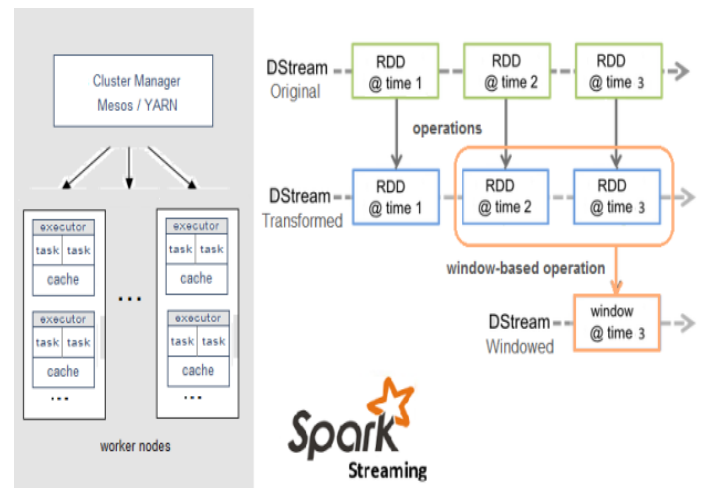 Cluster Manager
Mesos / YARN
executor
task task
cache
executor
task task
cache
...
...
executor
task task
cache
executor
task task
cache
...
worker nodes
DStream
Original
RDD
@ time 1
RDD
@ time 2
RDD
@ time 3
operations
DStream
Transformed
RDD
@ time 1
RDD
@ time 2
RDD
@ time 3
window-based operation
DStream
Windowed
window
@ time 3
Spark
Streaming